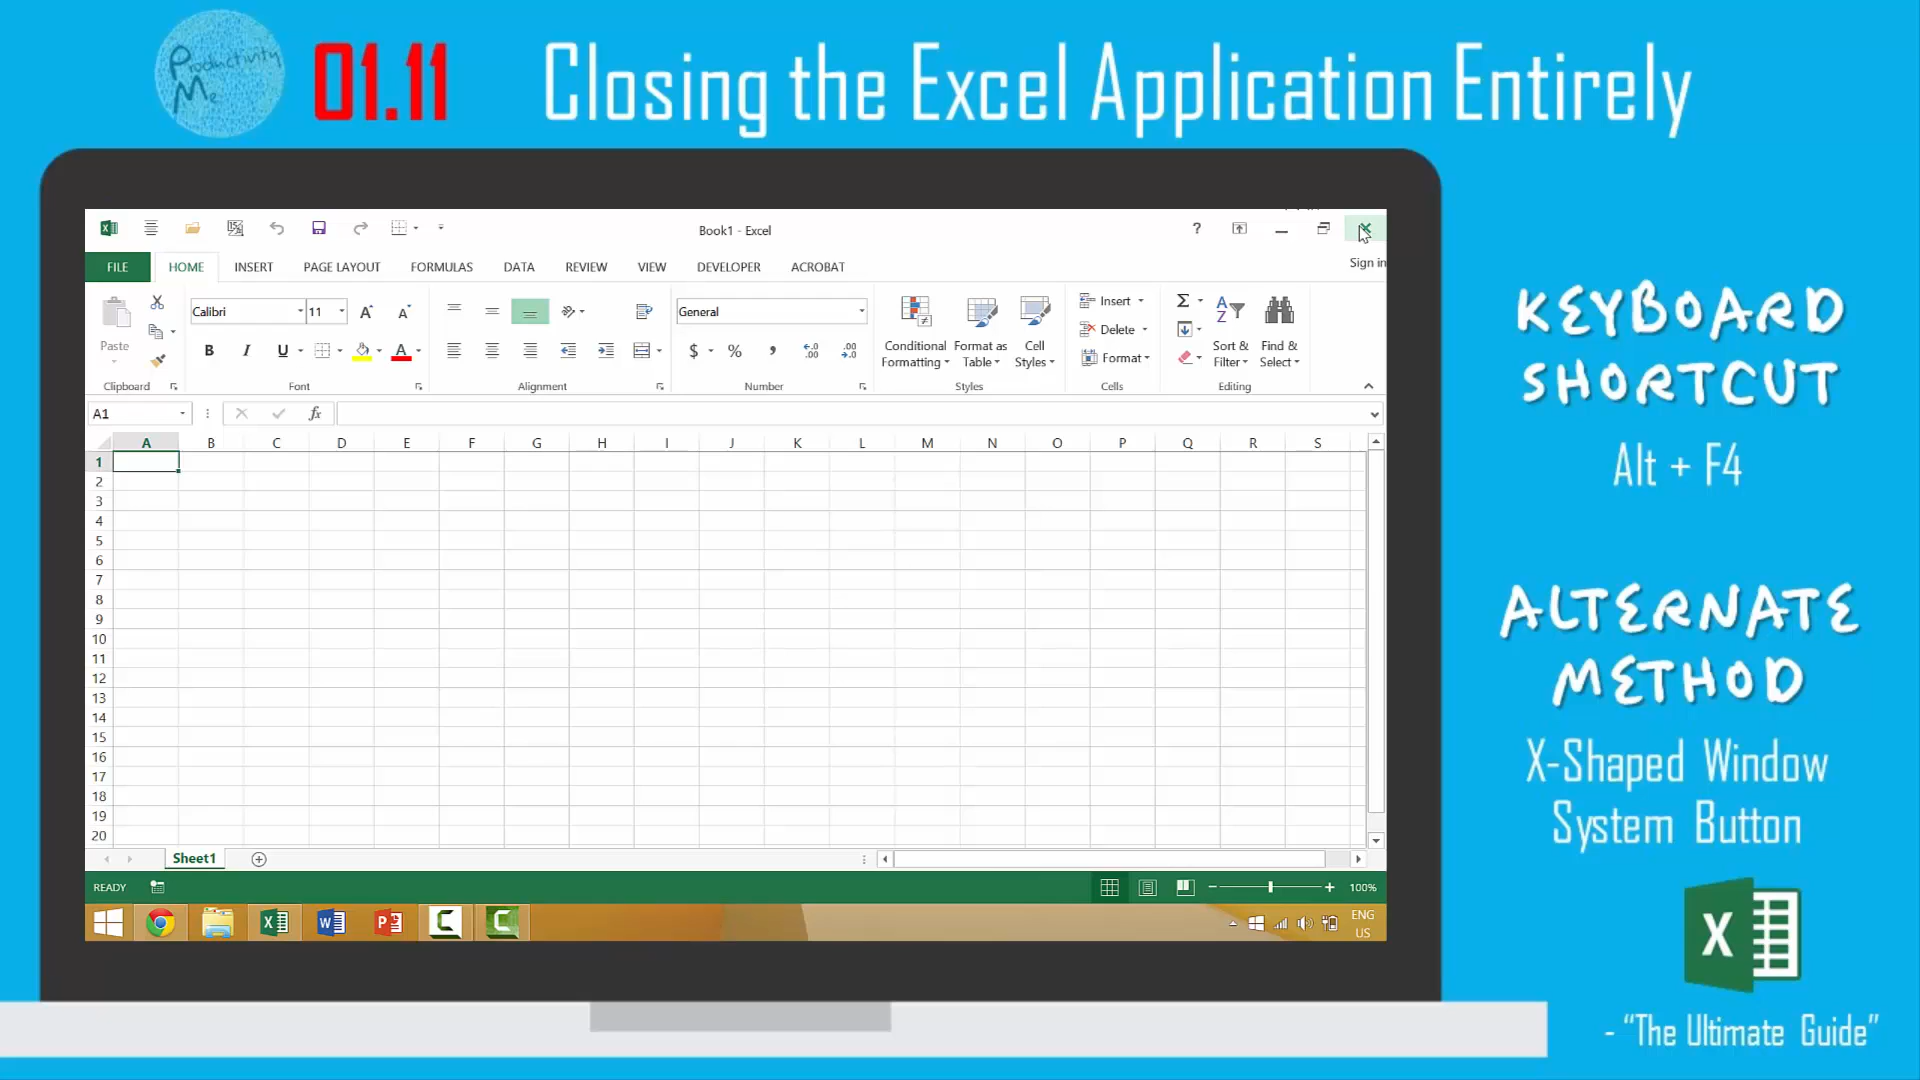 Productivity
Me
01.11 Closing the Excel Application Entirely
Book1 - Excel
?
Sign in
FILE HOME INSERT PAGE LAYOUT FORMULAS DATA REVIEW VIEW DEVELOPER ACROBAT
Calibri 11 A A General Σ Insert
Paste B I U A $ % , Delete
Conditional Formatting Format as Table Cell Styles Format Sort & Filter Find & Select
Clipboard Font Alignment Number Styles Cells Editing
A1 fx
A B C D E F G H I J K L M N O P Q R S
1
2
3
4
5
6
7
8
9
10
11
12
13
14
15
16
17
18
19
20
Sheet1
READY 100%
ENG
US
KEYBOARD
SHORTCUT
Alt + F4
ALTERNATE
METHOD
X-Shaped Window
System Button
- “The Ultimate Guide”